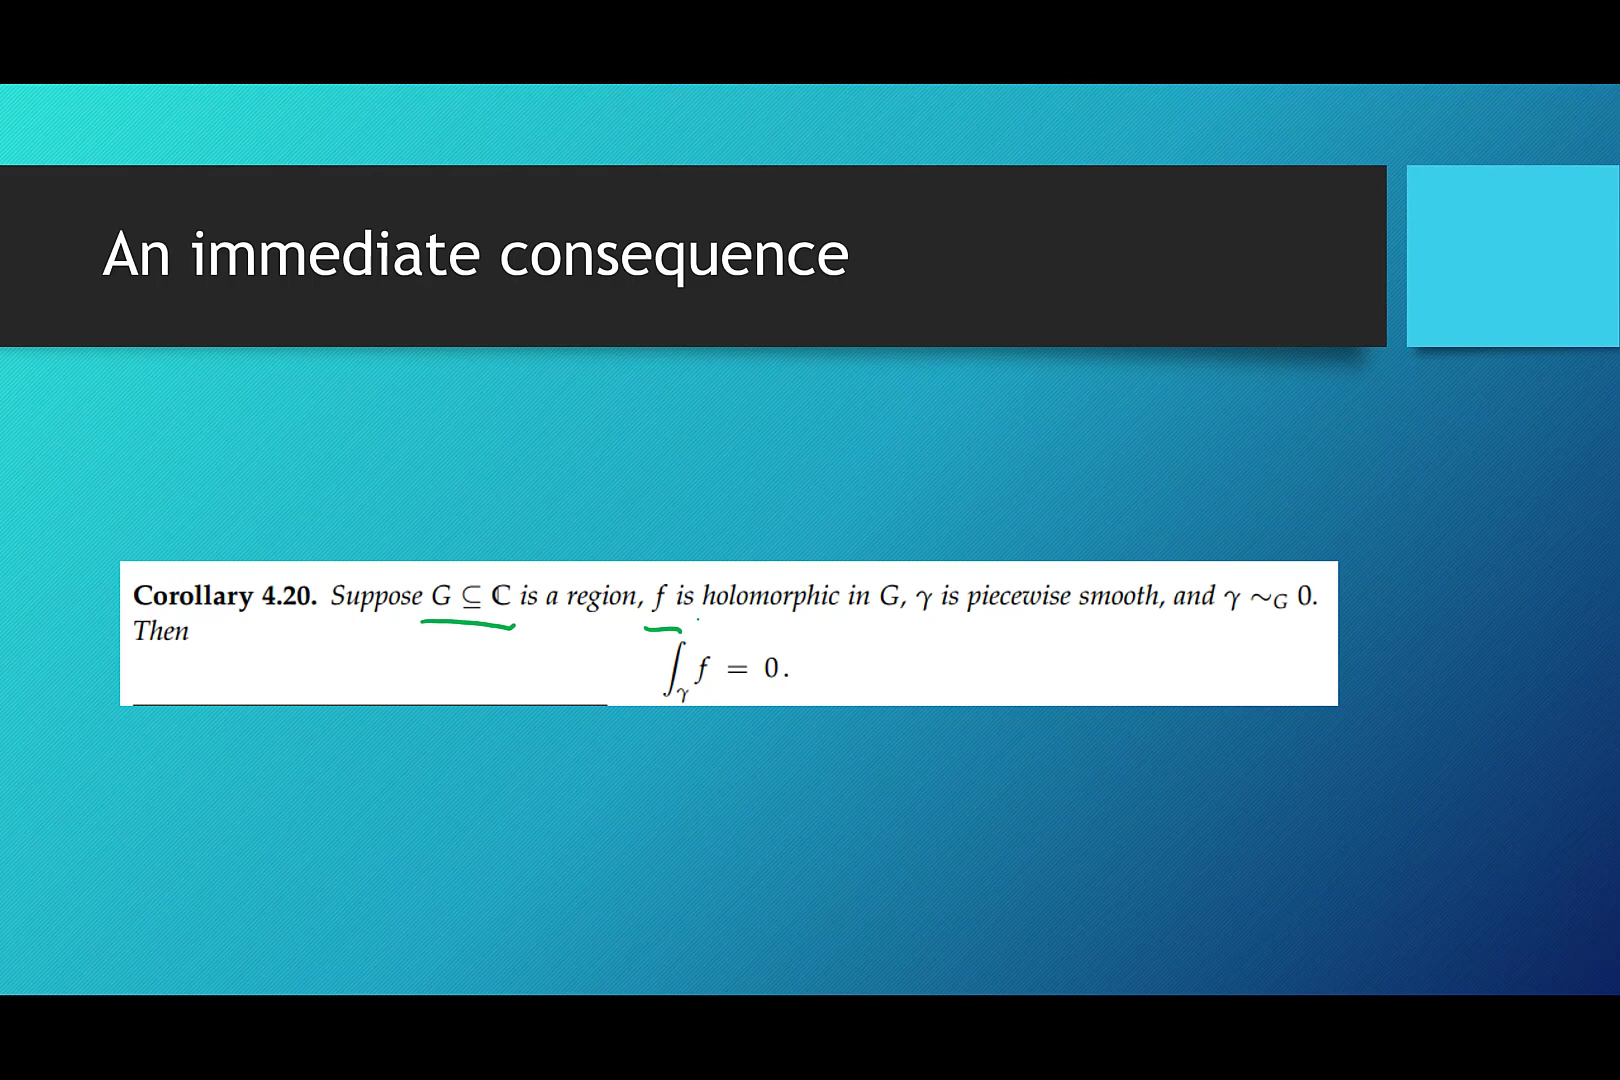 An immediate consequence
Corollary 4.20. Suppose G ⊆ ℂ is a region, f is holomorphic in G, γ is piecewise smooth, and γ ∼_G 0.
Then
∫_γ f = 0.